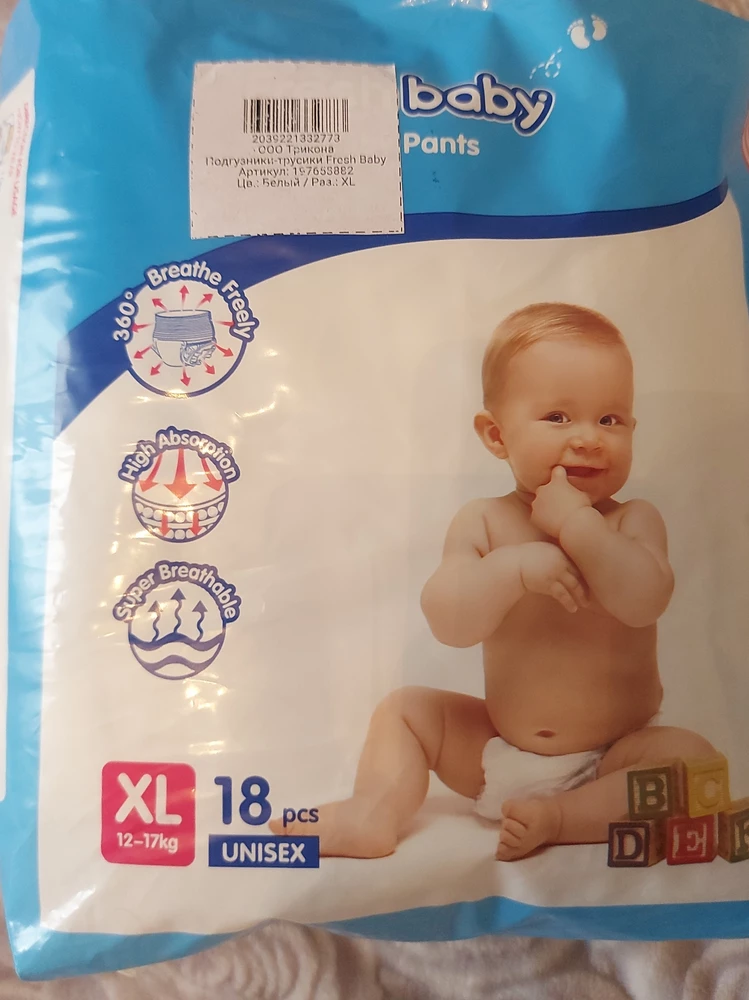 baby
Pants
2039221332773
ООО Трикона
Подгузники-трусики Fresh Baby
Артикул: 197653882
Цв.: Белый / Раз.: XL
360° Breathe Freely
High Absorption
Super Breathable
XL
12-17kg
18 pcs
UNISEX
B C
D E